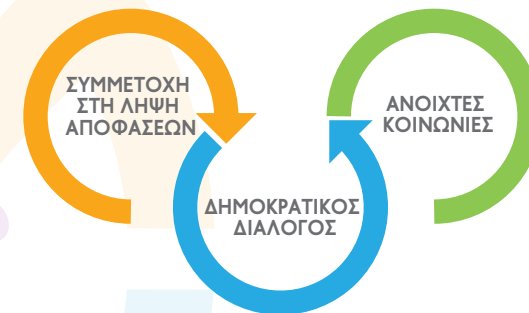 ΣΥΜΜΕΤΟΧΗ
ΣΤΗ ΛΗΨΗ
ΑΠΟΦΑΣΕΩΝ
ΔΗΜΟΚΡΑΤΙΚΟΣ
ΔΙΑΛΟΓΟΣ
ΑΝΟΙΧΤΕΣ
ΚΟΙΝΩΝΙΕΣ